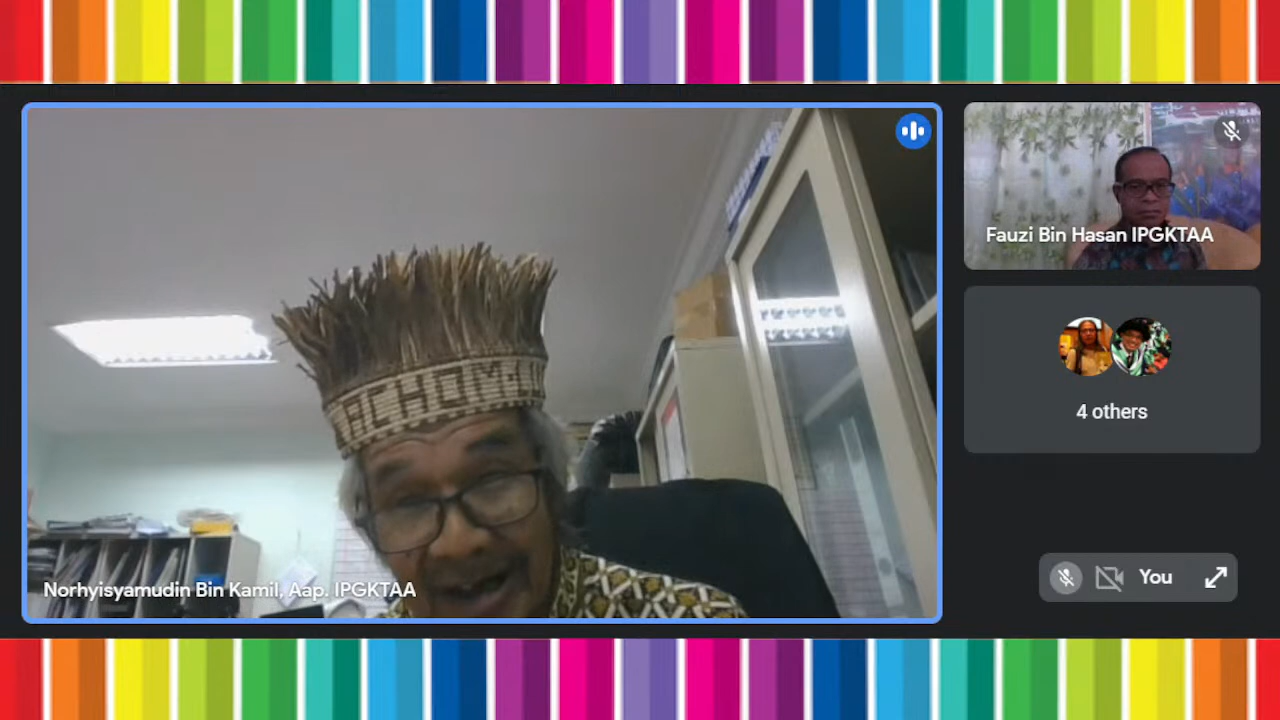 Norhyisyamudin Bin Kamil, Aap. IPGKTAA
Fauzi Bin Hasan IPGKTAA
4 others
You